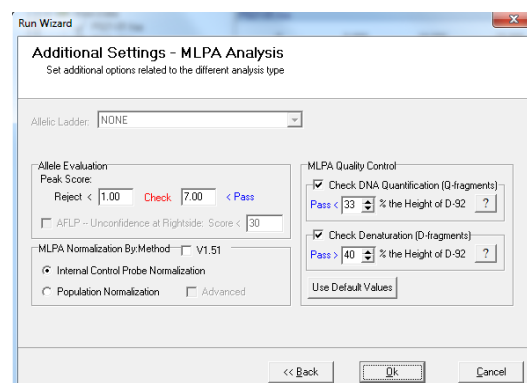 Run Wizard
Additional Settings - MLPA Analysis
Set additional options related to the different analysis type
Allelic Ladder: NONE
Allele Evaluation
Peak Score:
Reject < 1.00 Check 7.00 < Pass
AFLP -- Unconfidence at Rightside: Score < 30
MLPA Normalization By:Method V1.51
Internal Control Probe Normalization
Population Normalization Advanced
MLPA Quality Control
Check DNA Quantification (Q-fragments)
Pass < 33 % the Height of D-92 ?
Check Denaturation (D-fragments)
Pass > 40 % the Height of D-92 ?
Use Default Values
<< Back Ok Cancel